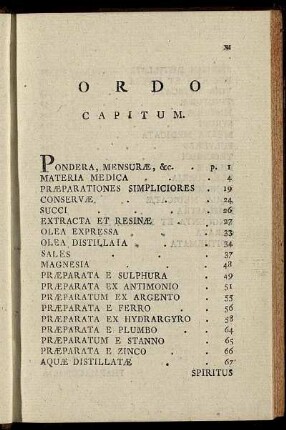 xi
ORDO
CAPITUM.
PONDERA, MENSURÆ, &c. . p. 1
MATERIA MEDICA . . . 4
PRÆPARATIONES SIMPLICIORES . 19
CONSERVÆ . . . 24
SUCCI . . . . 26
EXTRACTA ET RESINÆ . . 27
OLEA EXPRESSA . . . 33
OLEA DISTILLATA . . . 34
SALES . . . . 37
MAGNESIA . . . 48
PRÆPARATA E SULPHURA . . 49
PRÆPARATA EX ANTIMONIO . 51
PRÆPARATUM EX ARGENTO . . 55
PRÆPARATA E FERRO . . 56
PRÆPARATA EX HYDRARGYRO . 58
PRÆPARATA E PLUMBO . . 64
PRÆPARATUM E STANNO . . 65
PRÆPARATA E ZINCO . . 66
AQUÆ DISTILLATÆ . . 67
SPIRITUS